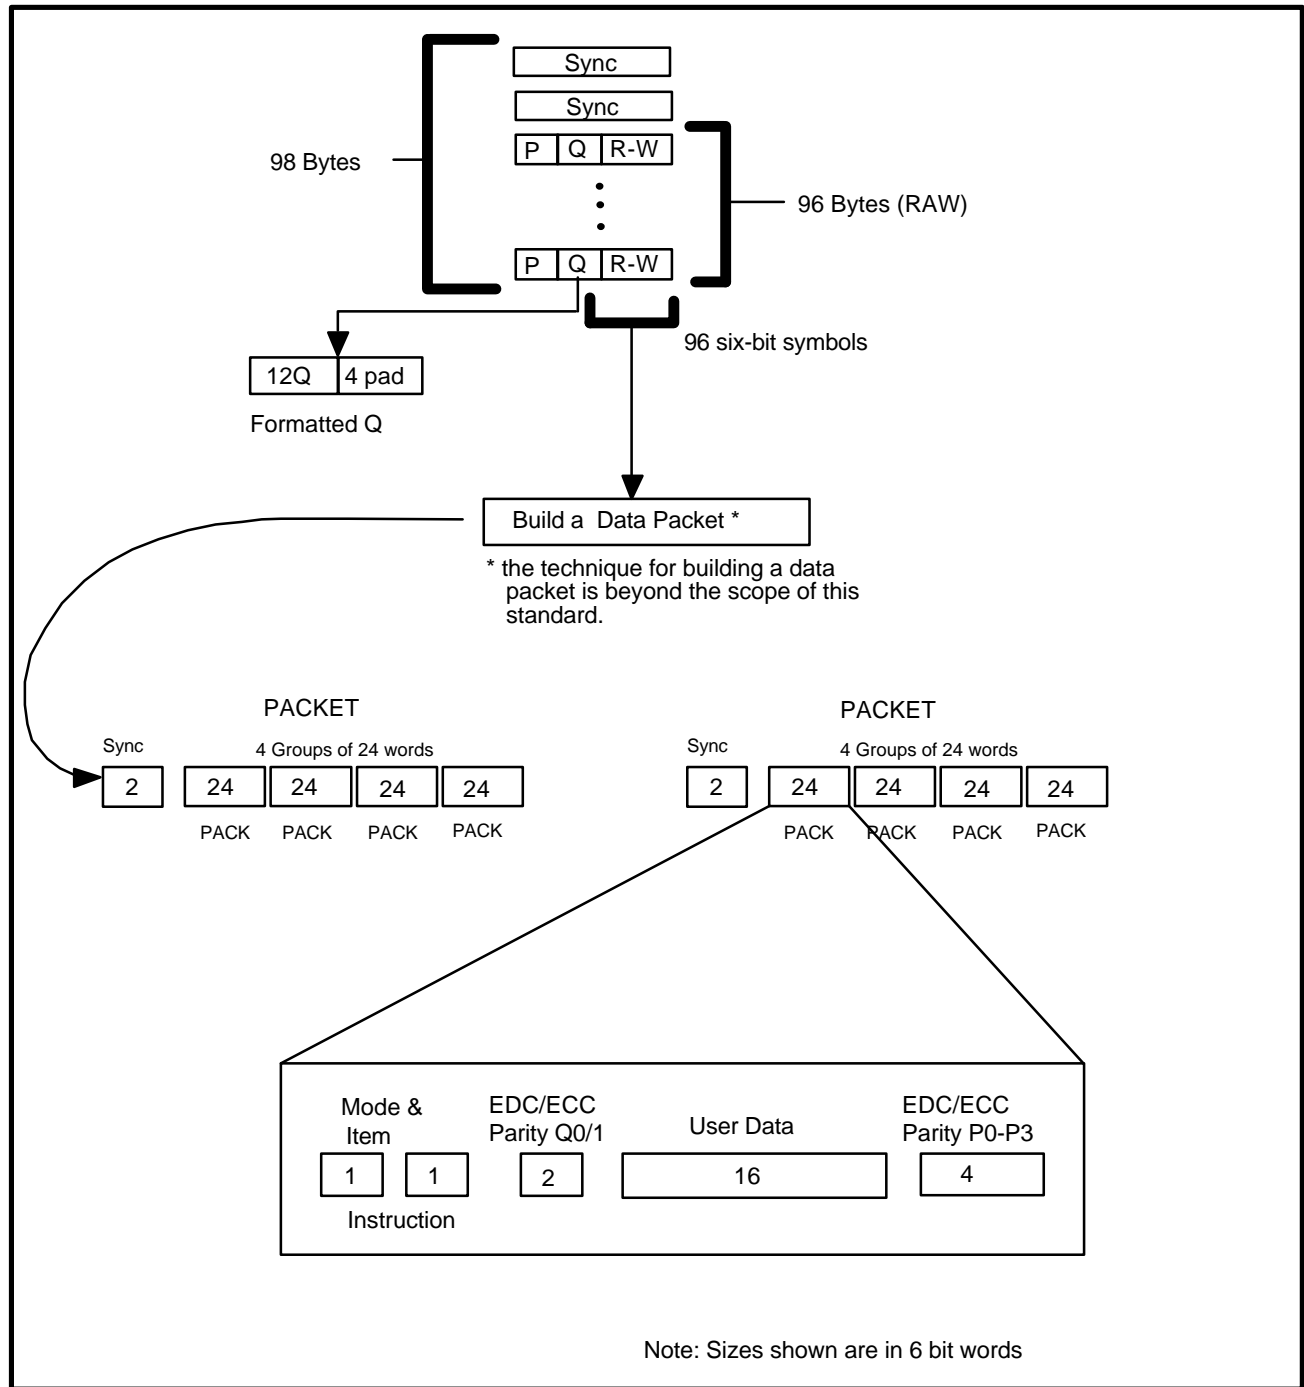 Sync
Sync
P Q R-W
98 Bytes
96 Bytes (RAW)
P Q R-W
96 six-bit symbols
12Q 4 pad
Formatted Q
Build a Data Packet *
* the technique for building a data
packet is beyond the scope of this
standard.
PACKET
Sync 4 Groups of 24 words
2 24 24 24 24
PACK PACK PACK PACK
PACKET
Sync 4 Groups of 24 words
2 24 24 24 24
PACK PACK PACK PACK
Mode &
Item
EDC/ECC
Parity Q0/1
User Data
EDC/ECC
Parity P0-P3
1 1 2 16 4
Instruction
Note: Sizes shown are in 6 bit words